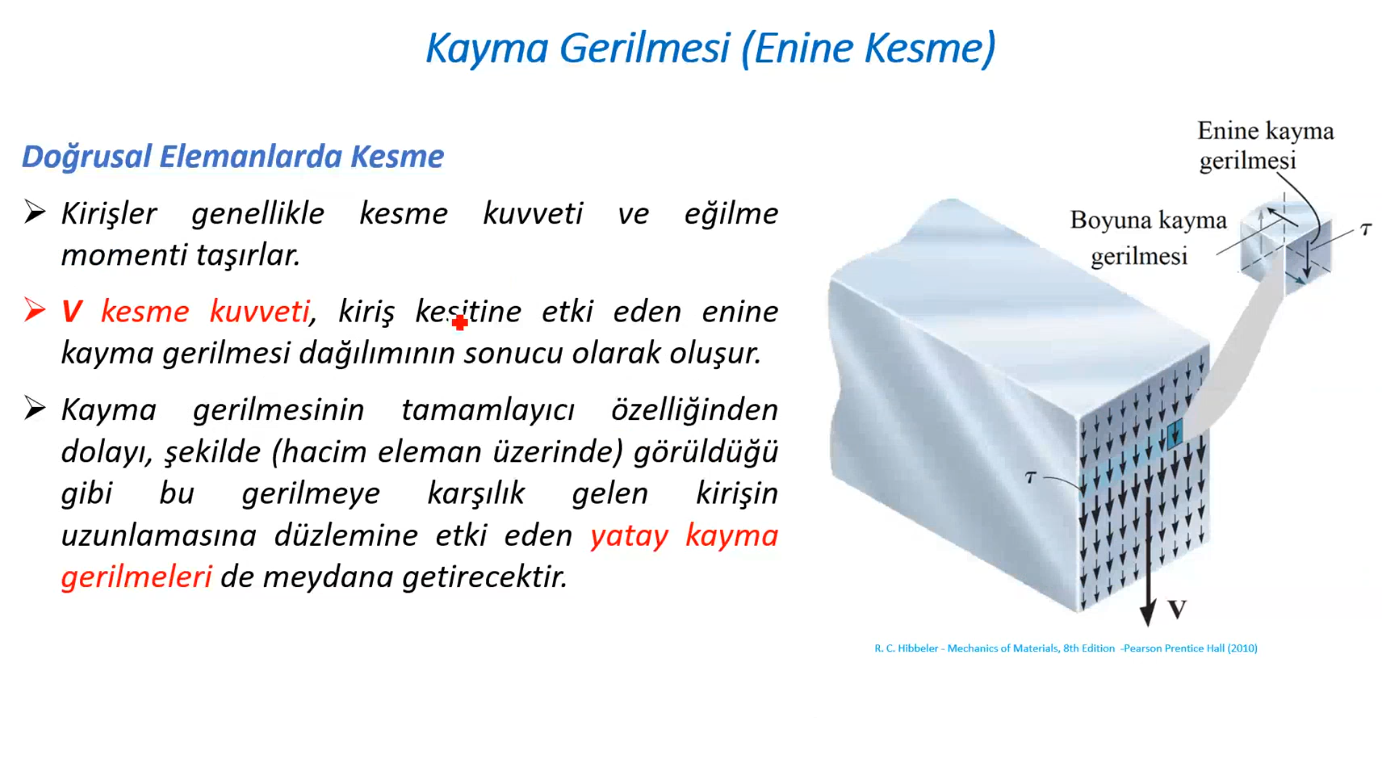 Kayma Gerilmesi (Enine Kesme)
Doğrusal Elemanlarda Kesme
Kirişler genellikle kesme kuvveti ve eğilme
momenti taşırlar.
V kesme kuvveti, kiriş kesitine etki eden enine
kayma gerilmesi dağılımının sonucu olarak oluşur.
Kayma gerilmesinin tamamlayıcı özelliğinden
dolayı, şekilde (hacim eleman üzerinde) görüldüğü
gibi bu gerilmeye karşılık gelen kirişin
uzunlamasına düzlemine etki eden yatay kayma
gerilmeleri de meydana getirecektir.
Enine kayma
gerilmesi
Boyuna kayma
gerilmesi
τ
τ
V
R. C. Hibbeler - Mechanics of Materials, 8th Edition -Pearson Prentice Hall (2010)